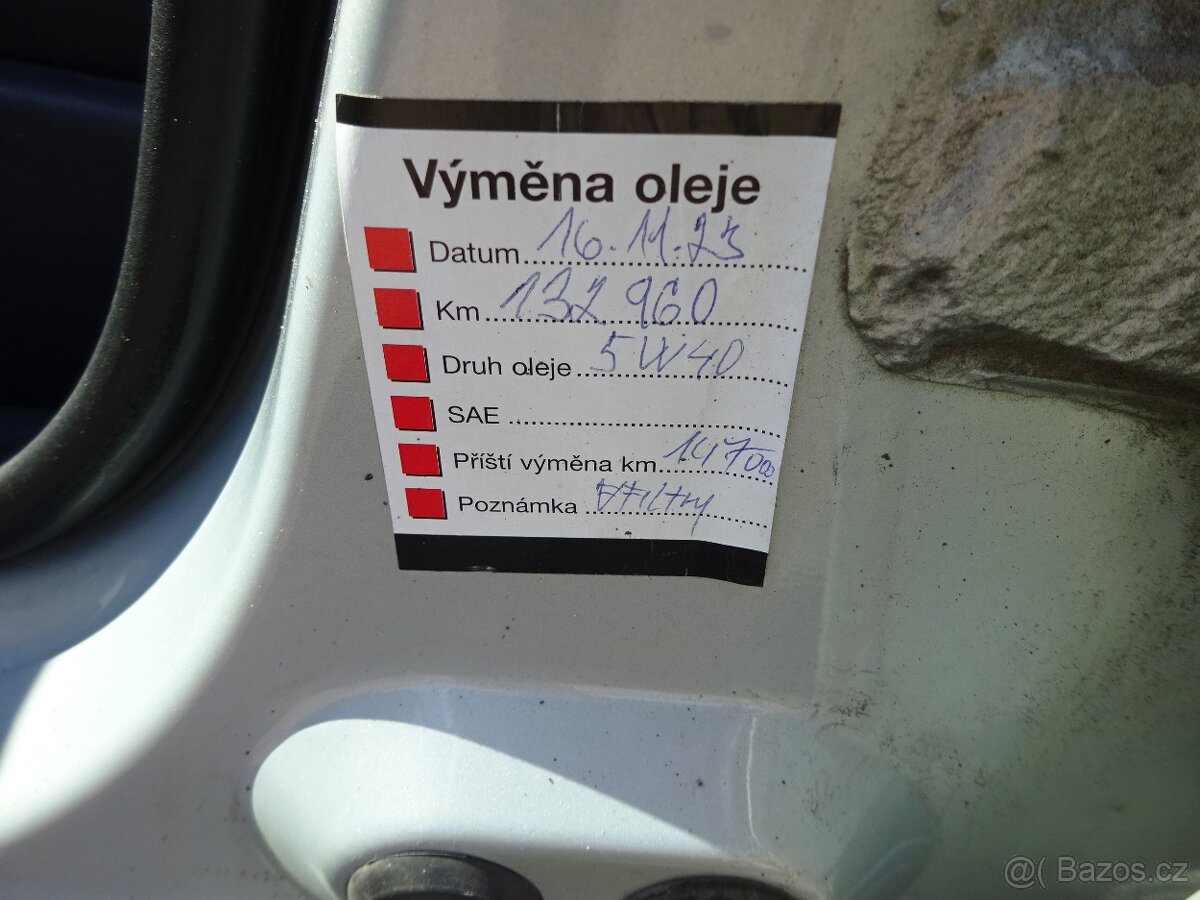 Výměna oleje
Datum 16.11.23
Km 132 960
Druh oleje 5W40
SAE
Příští výměna km 147000
Poznámka filtry
@( Bazos.cz